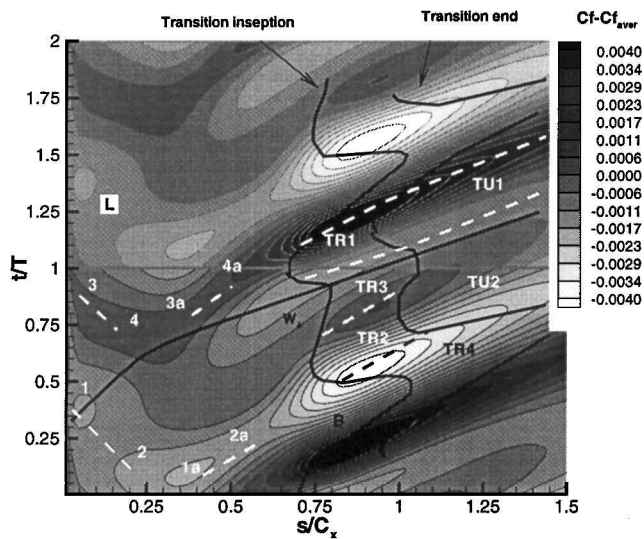 Transition inseption
Transition end
Cf-Cf_aver
2
1.75
1.5
1.25
1
0.75
0.5
0.25
t/T
0.0040
0.0034
0.0029
0.0023
0.0017
0.0011
0.0006
0.0000
-0.0006
-0.0011
-0.0017
-0.0023
-0.0029
-0.0034
-0.0040
L
TU1
TR1
4a
3
3a
4
TR3
TU2
W
TR2
TR4
1
B
2
2a
1a
0.25
0.5
0.75
1
1.25
1.5
s/C_x